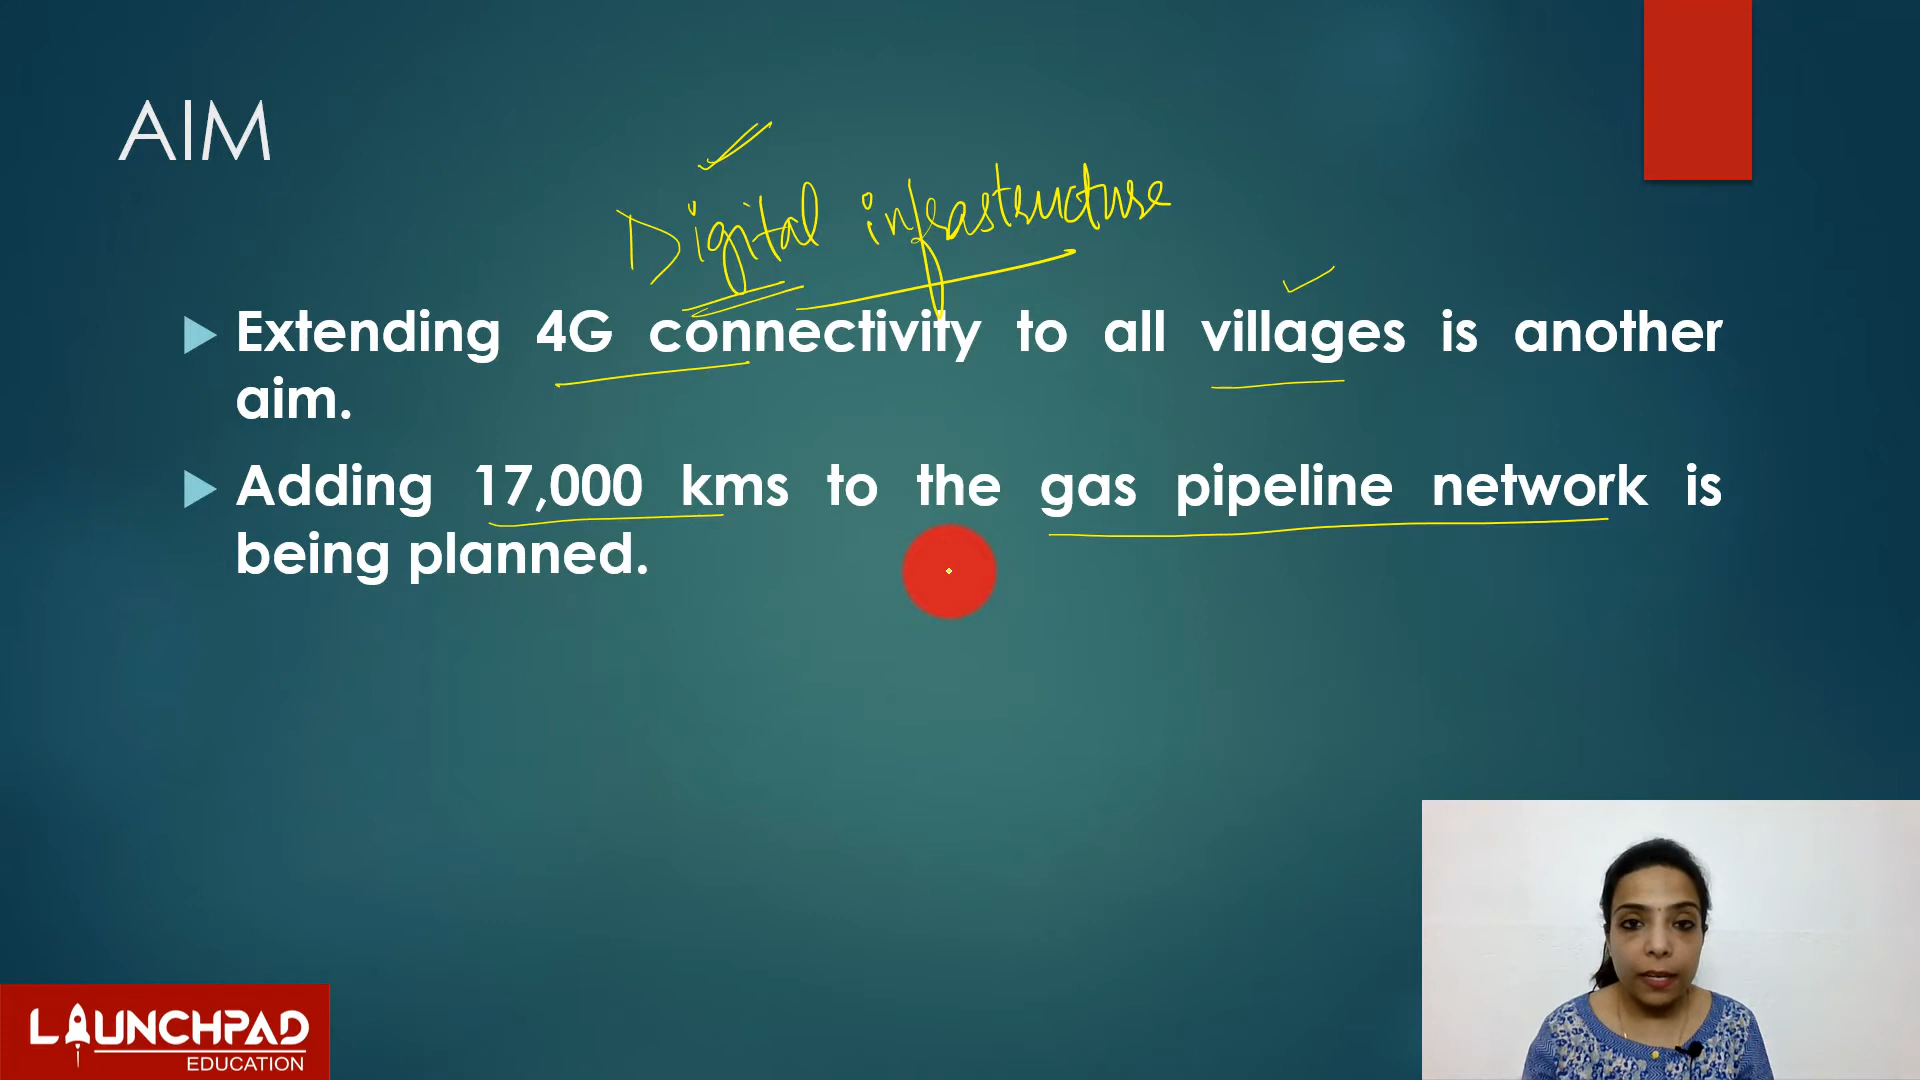 AIM
Digital infrastructure
Extending 4G connectivity to all villages is another
aim.
Adding 17,000 kms to the gas pipeline network is
being planned.
LAUNCHPAD
EDUCATION